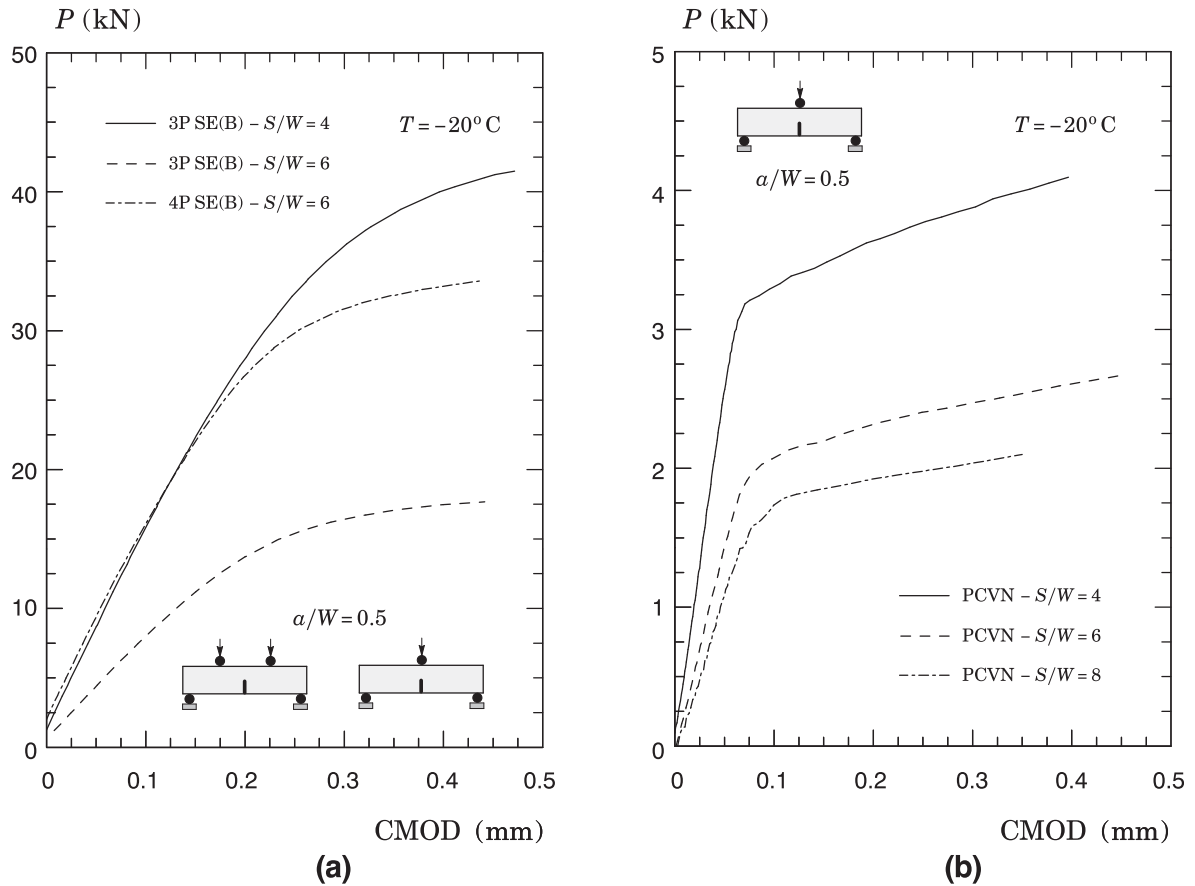 P (kN)
50
40
30
20
10
0
3P SE(B) – S/W = 4
3P SE(B) – S/W = 6
4P SE(B) – S/W = 6
T = –20° C
a/W = 0.5
0
0.1
0.2
0.3
0.4
0.5
CMOD (mm)
(a)
P (kN)
5
4
3
2
1
0
T = –20° C
a/W = 0.5
PCVN – S/W = 4
PCVN – S/W = 6
PCVN – S/W = 8
0
0.1
0.2
0.3
0.4
0.5
CMOD (mm)
(b)